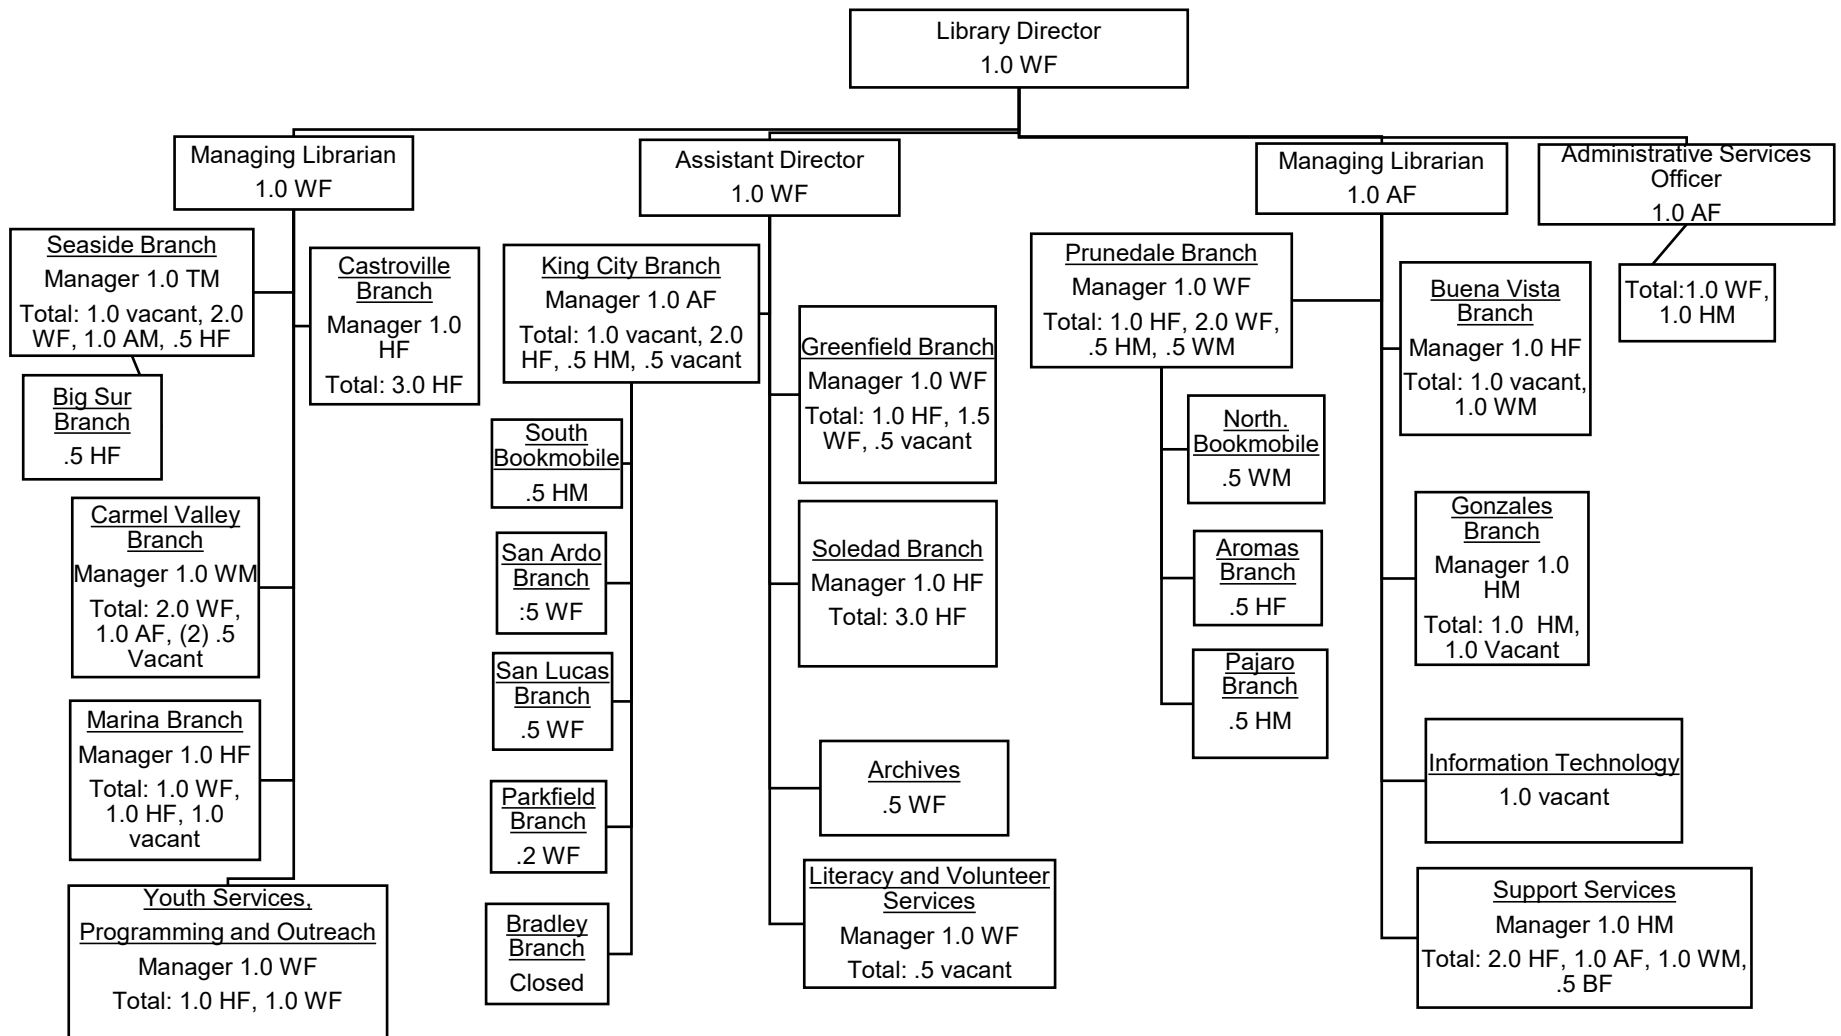 Library Director
1.0 WF
Managing Librarian
1.0 WF
Assistant Director
1.0 WF
Managing Librarian
1.0 AF
Administrative Services
Officer
1.0 AF
Seaside Branch
Manager 1.0 TM
Total: 1.0 vacant, 2.0
WF, 1.0 AM, .5 HF
Big Sur
Branch
.5 HF
Castroville
Branch
Manager 1.0
HF
Total: 3.0 HF
Carmel Valley
Branch
Manager 1.0 WM
Total: 2.0 WF,
1.0 AF, (2) .5
Vacant
Marina Branch
Manager 1.0 HF
Total: 1.0 WF,
1.0 HF, 1.0
vacant
Youth Services,
Programming and Outreach
Manager 1.0 WF
Total: 1.0 HF, 1.0 WF
King City Branch
Manager 1.0 AF
Total: 1.0 vacant, 2.0
HF, .5 HM, .5 vacant
South
Bookmobile
.5 HM
San Ardo
Branch
:5 WF
San Lucas
Branch
.5 WF
Parkfield
Branch
.2 WF
Bradley
Branch
Closed
Greenfield Branch
Manager 1.0 WF
Total: 1.0 HF, 1.5
WF, .5 vacant
Soledad Branch
Manager 1.0 HF
Total: 3.0 HF
Archives
.5 WF
Literacy and Volunteer
Services
Manager 1.0 WF
Total: .5 vacant
Prunedale Branch
Manager 1.0 WF
Total: 1.0 HF, 2.0 WF,
.5 HM, .5 WM
North.
Bookmobile
.5 WM
Aromas
Branch
.5 HF
Pajaro
Branch
.5 HM
Buena Vista
Branch
Manager 1.0 HF
Total: 1.0 vacant,
1.0 WM
Gonzales
Branch
Manager 1.0
HM
Total: 1.0 HM,
1.0 Vacant
Information Technology
1.0 vacant
Support Services
Manager 1.0 HM
Total: 2.0 HF, 1.0 AF, 1.0 WM,
.5 BF
Total:1.0 WF,
1.0 HM